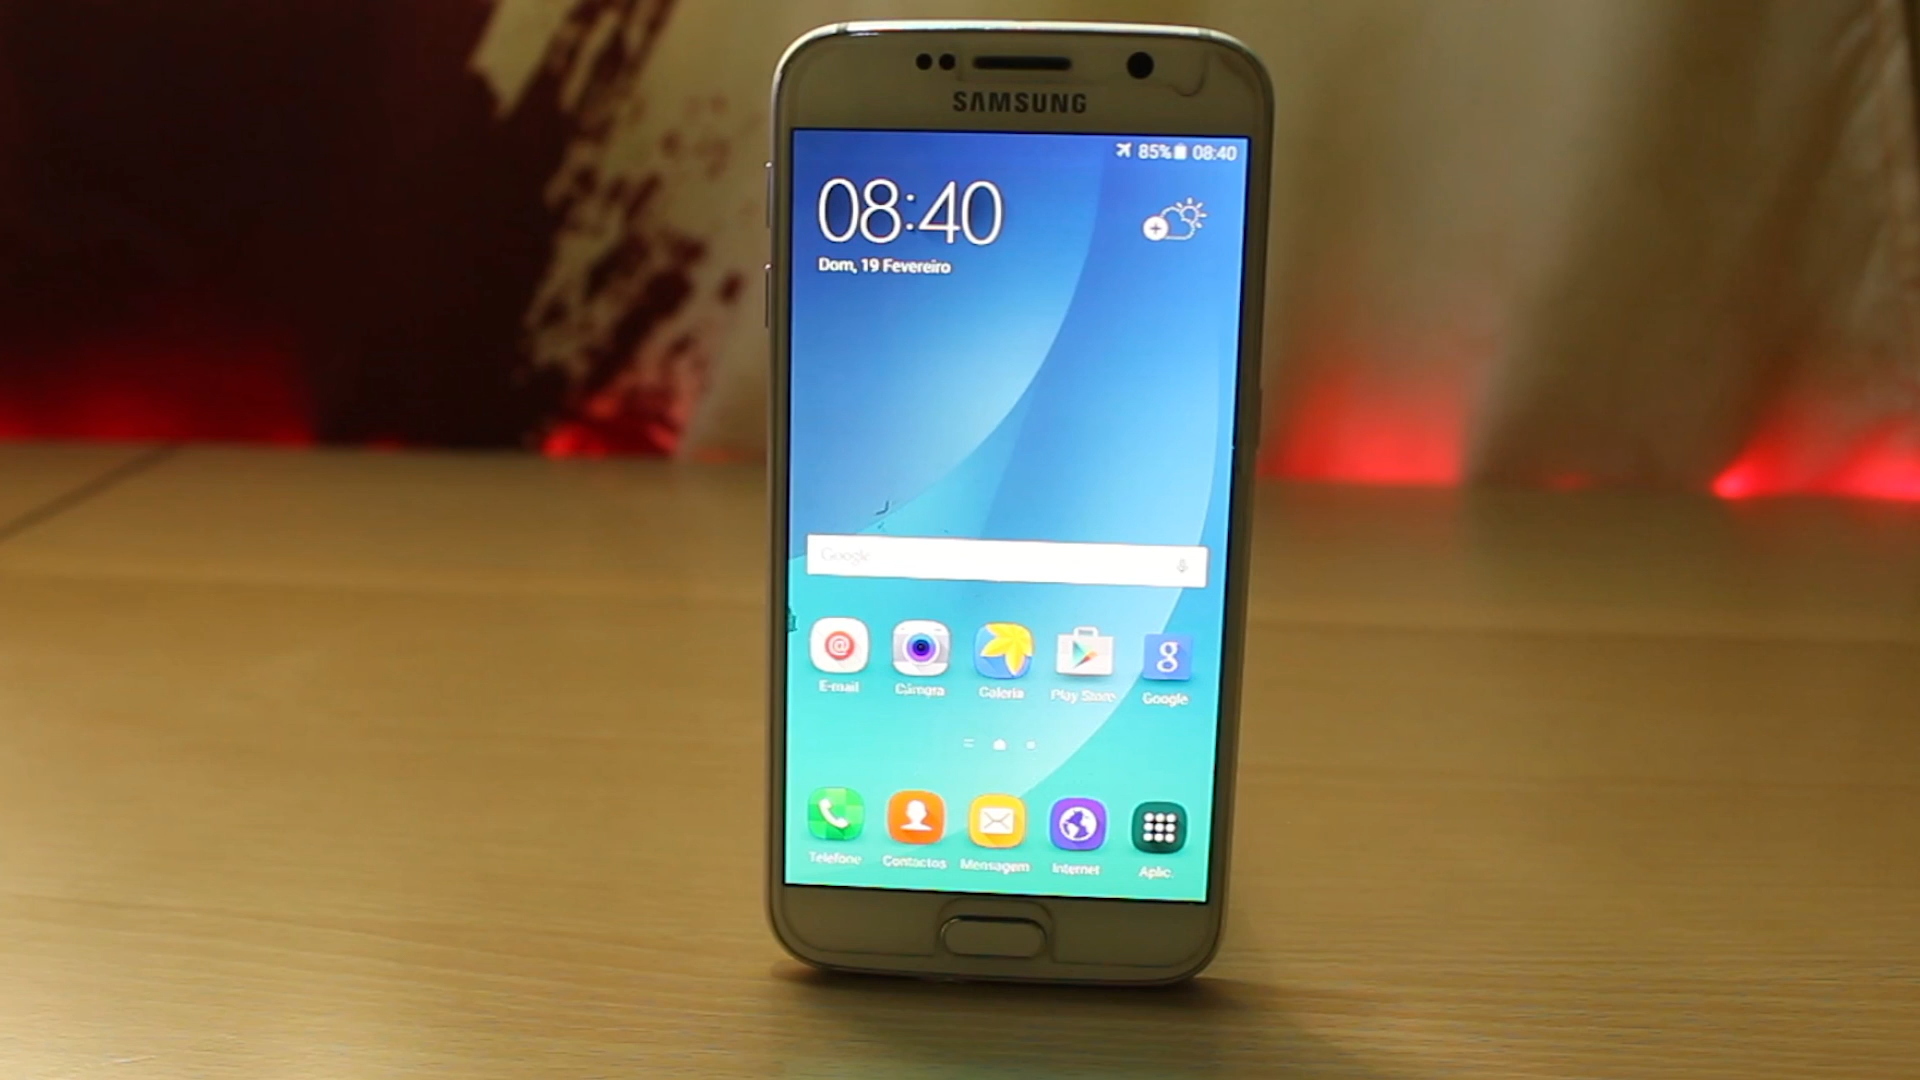 SAMSUNG
85% 08:40
08:40
Dom, 19 Fevereiro
Google
E-mail
Câmara
Galeria
Play Store
g
Google
Telefone
Contactos
Mensagem
Internet
Aplic.